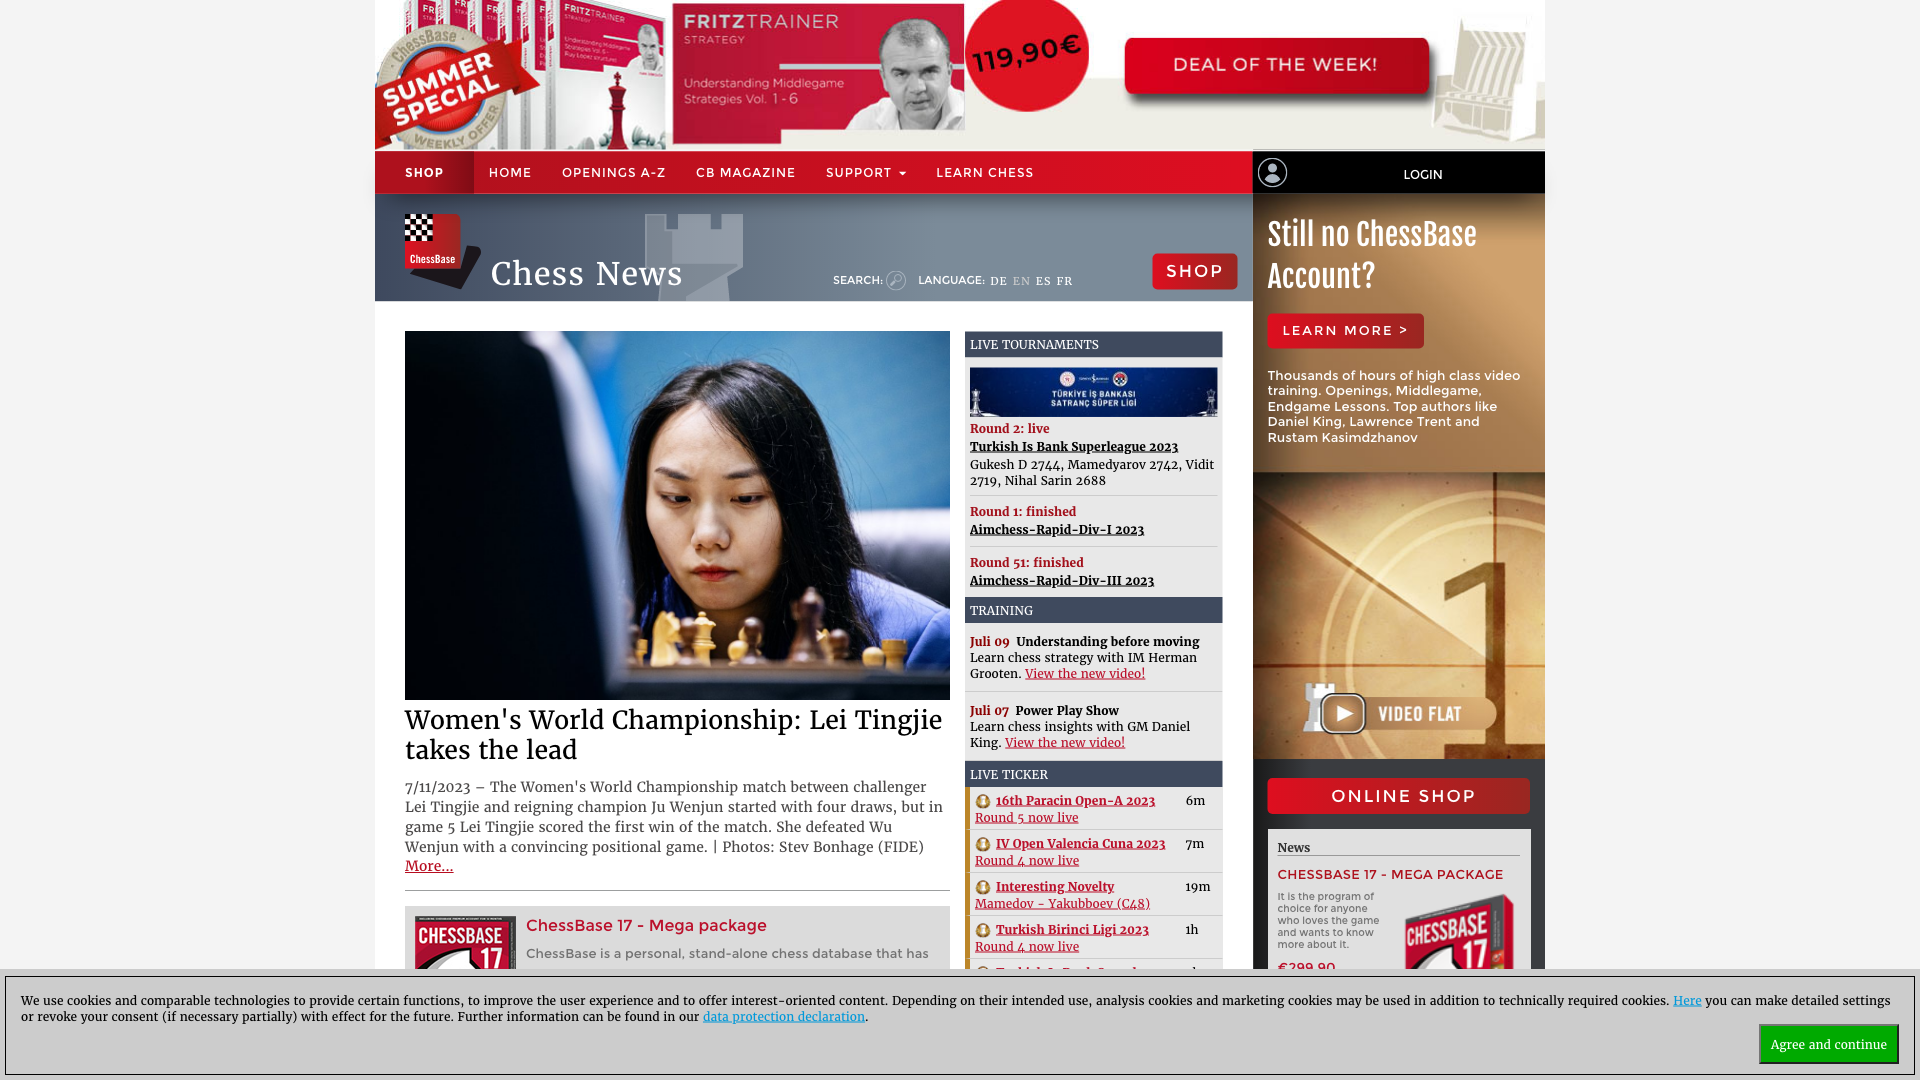 ChessBase
SUMMER
SPECIAL
WEEKLY OFFER
FRITZTRAINER
STRATEGY
Understanding Middlegame
Strategies Vol. 1 - 6
119,90€
DEAL OF THE WEEK!
SHOP
HOME
OPENINGS A-Z
CB MAGAZINE
SUPPORT
LEARN CHESS
LOGIN
ChessBase
Chess News
SEARCH:
LANGUAGE: DE EN ES FR
SHOP
Women's World Championship: Lei Tingjie
takes the lead
7/11/2023 – The Women's World Championship match between challenger
Lei Tingjie and reigning champion Ju Wenjun started with four draws, but in
game 5 Lei Tingjie scored the first win of the match. She defeated Wu
Wenjun with a convincing positional game. | Photos: Stev Bonhage (FIDE)
More...
CHESSBASE
17
ChessBase 17 - Mega package
ChessBase is a personal, stand-alone chess database that has
LIVE TOURNAMENTS
TÜRKİYE İŞ BANKASI
SATRANÇ SÜPER LİGİ
Round 2: live
Turkish Is Bank Superleague 2023
Gukesh D 2744, Mamedyarov 2742, Vidit
2719, Nihal Sarin 2688
Round 1: finished
Aimchess-Rapid-Div-I 2023
Round 51: finished
Aimchess-Rapid-Div-III 2023
TRAINING
Juli 09 Understanding before moving
Learn chess strategy with IM Herman
Grooten. View the new video!
Juli 07 Power Play Show
Learn chess insights with GM Daniel
King. View the new video!
LIVE TICKER
16th Paracin Open-A 2023 6m
Round 5 now live
IV Open Valencia Cuna 2023 7m
Round 4 now live
Interesting Novelty 19m
Mamedov - Yakubboev (C48)
Turkish Birinci Ligi 2023 1h
Round 4 now live
Still no ChessBase
Account?
LEARN MORE >
Thousands of hours of high class video
training. Openings, Middlegame,
Endgame Lessons. Top authors like
Daniel King, Lawrence Trent and
Rustam Kasimdzhanov
1
VIDEO FLAT
ONLINE SHOP
News
CHESSBASE 17 - MEGA PACKAGE
It is the program of
choice for anyone
who loves the game
and wants to know
more about it.
€299.90
CHESSBASE
17
We use cookies and comparable technologies to provide certain functions, to improve the user experience and to offer interest-oriented content. Depending on their intended use, analysis cookies and marketing cookies may be used in addition to technically required cookies. Here you can make detailed settings
or revoke your consent (if necessary partially) with effect for the future. Further information can be found in our data protection declaration.
Agree and continue